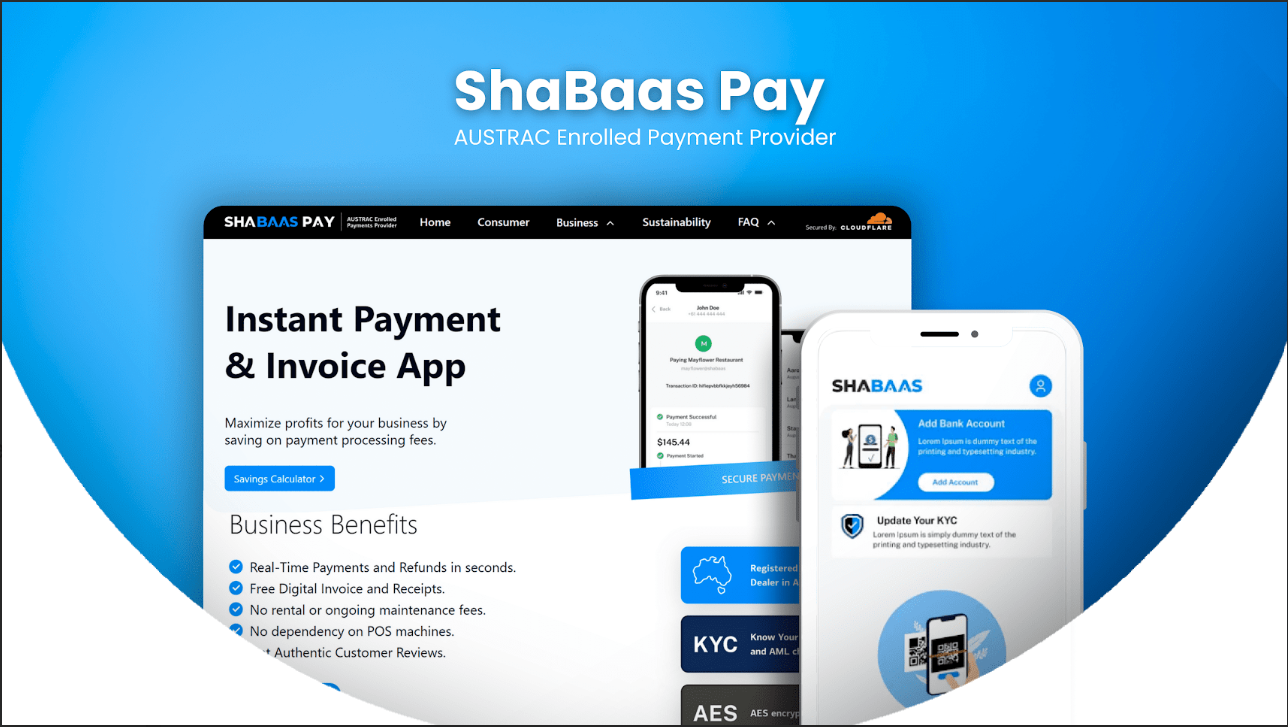 ShaBaas Pay
AUSTRAC Enrolled Payment Provider
SHABAAS PAY
AUSTRAC Enrolled
Payments Provider
Home
Consumer
Business
Sustainability
FAQ
Secured By:
CLOUDFLARE
Instant Payment
& Invoice App
Maximize profits for your business by
saving on payment processing fees.
Savings Calculator
9:41
Back
John Doe
M
Paying Mayflower Restaurant
Payment Successful
Today 12:09
$145.44
Payment Started
SECURE PAYMEN
Business Benefits
Real-Time Payments and Refunds in seconds.
Free Digital Invoice and Receipts.
No rental or ongoing maintenance fees.
No dependency on POS machines.
Authentic Customer Reviews.
Registered
Dealer in A
KYC
Know Your
and AML
AES
AES encryp
SHABAAS
Add Bank Account
Lorem Ipsum is dummy text of the
printing and typesetting industry.
Add Account
Update Your KYC
Lorem Ipsum is simply dummy text of the
printing and typesetting industry.